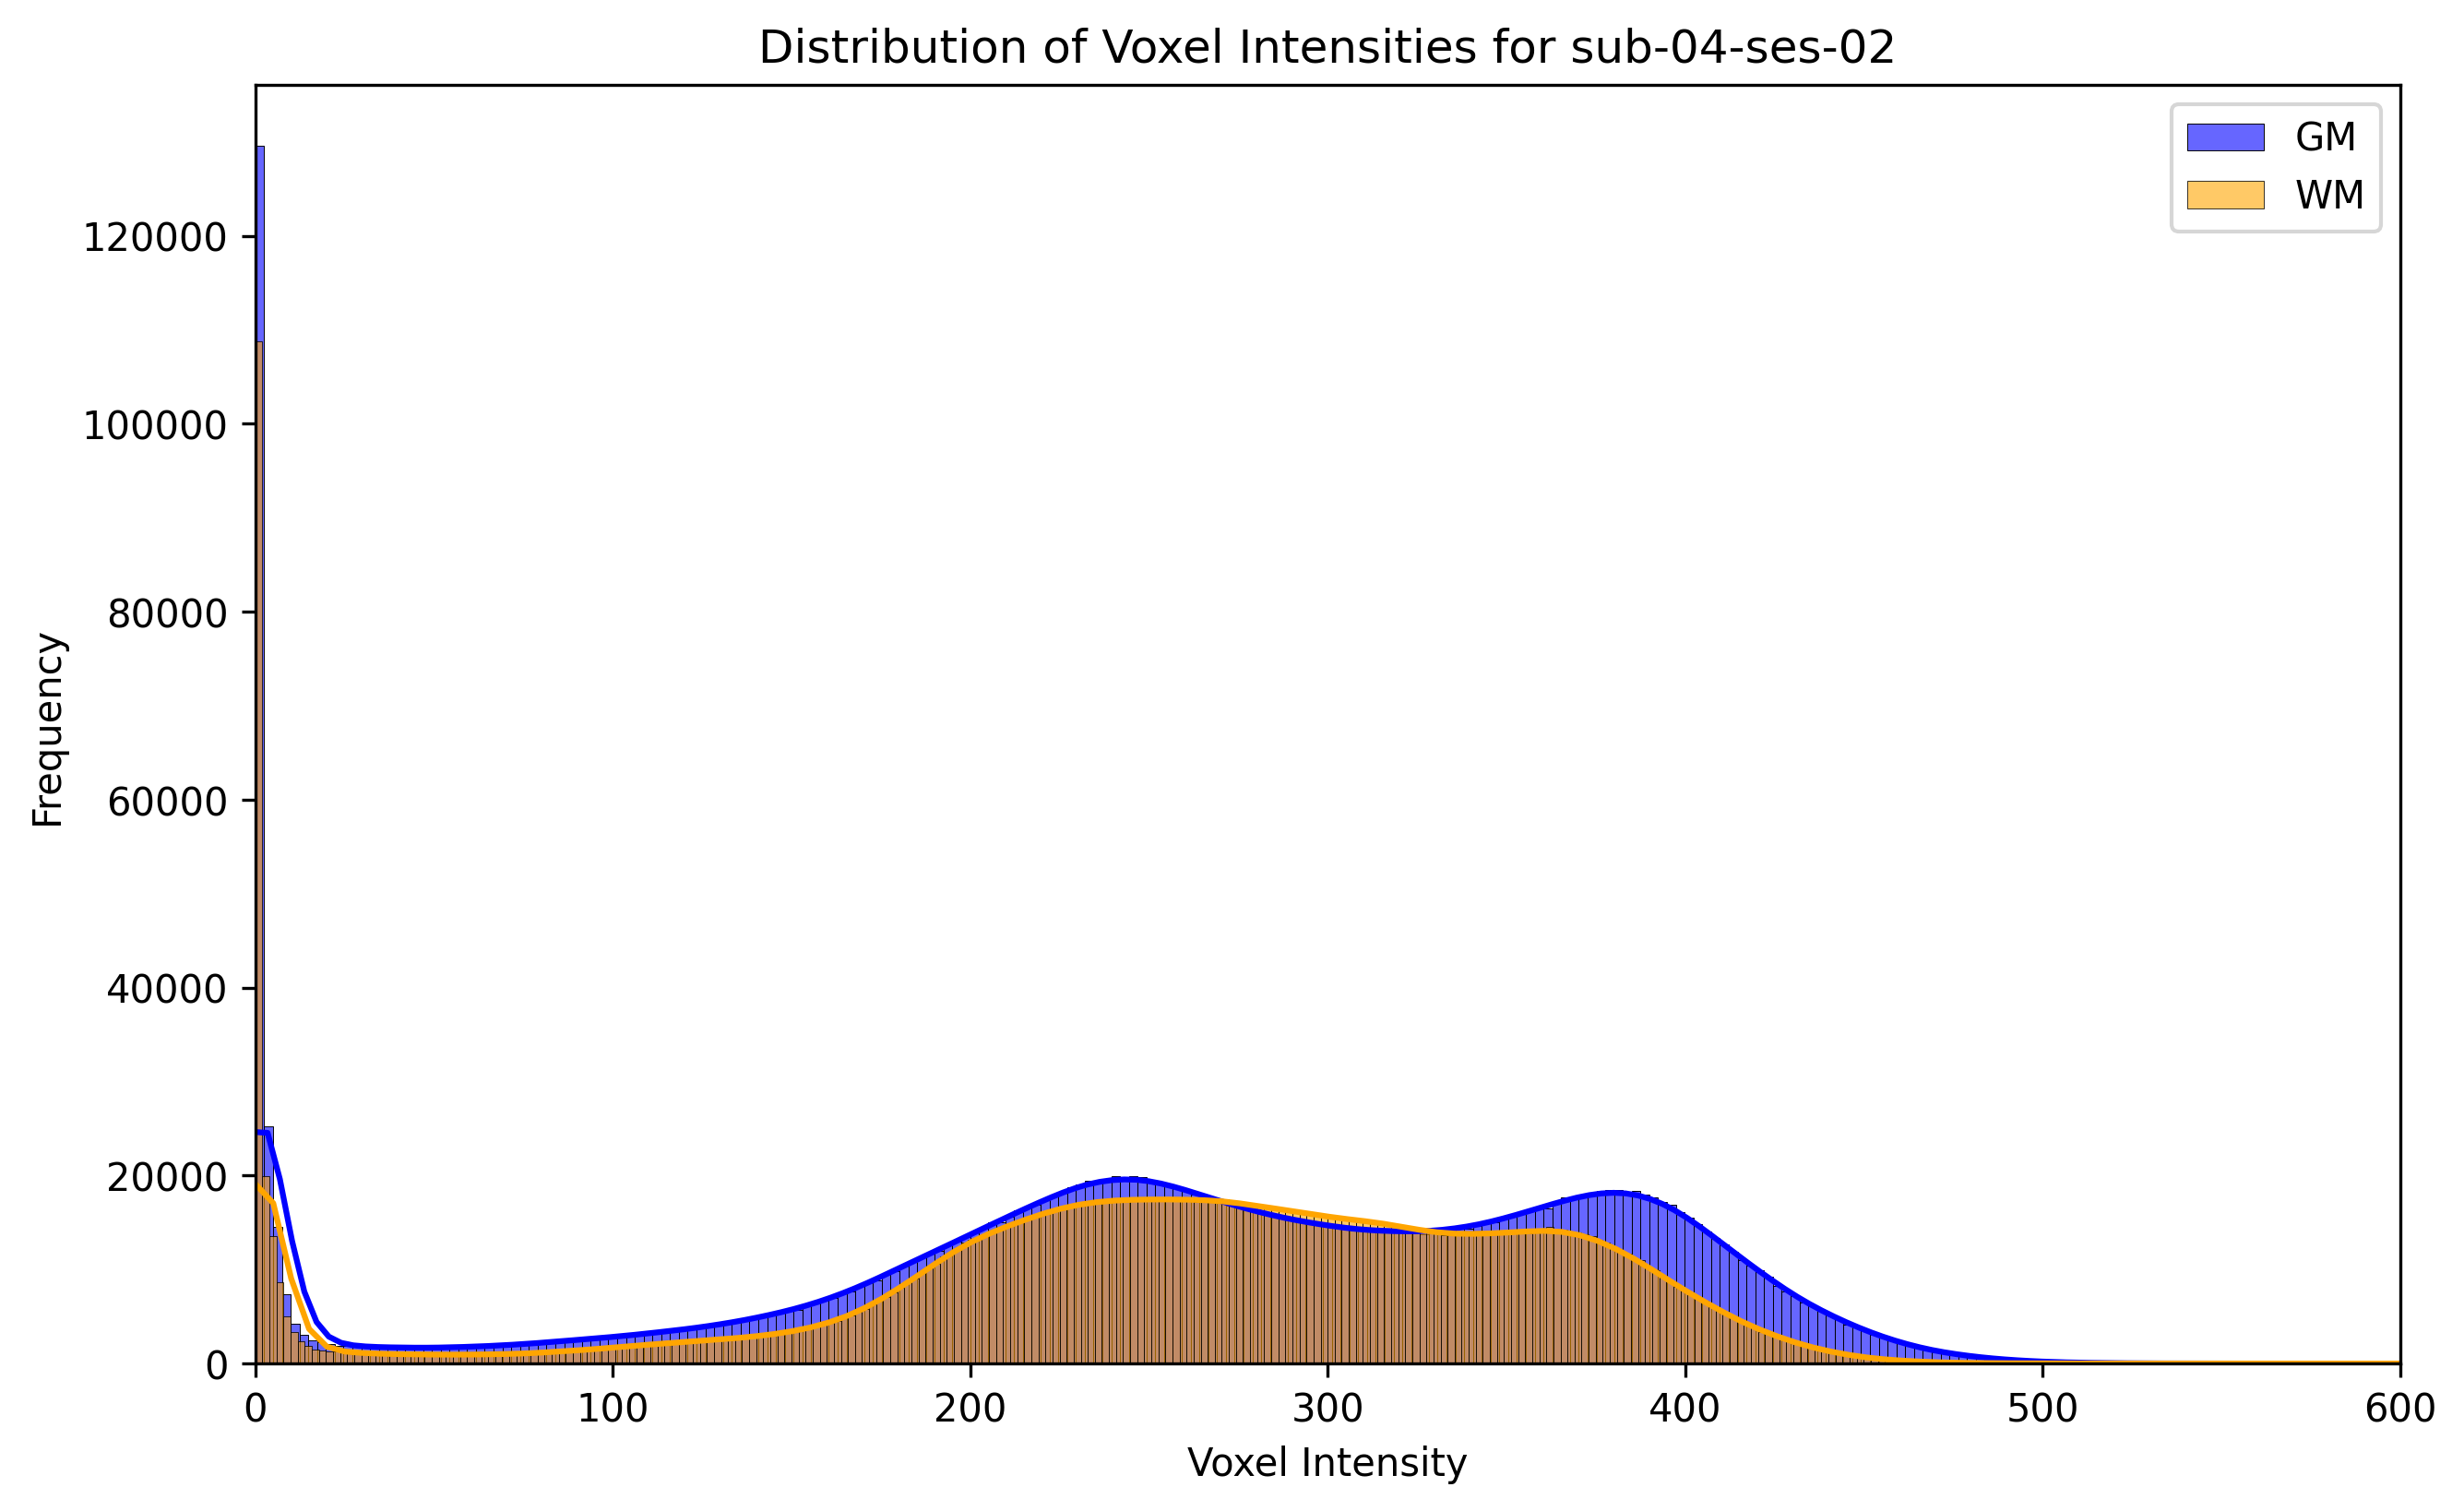 Distribution of Voxel Intensities for sub-04-ses-02
GM
WM
120000
100000
80000
60000
40000
20000
0
Frequency
0 100 200 300 400 500 600
Voxel Intensity